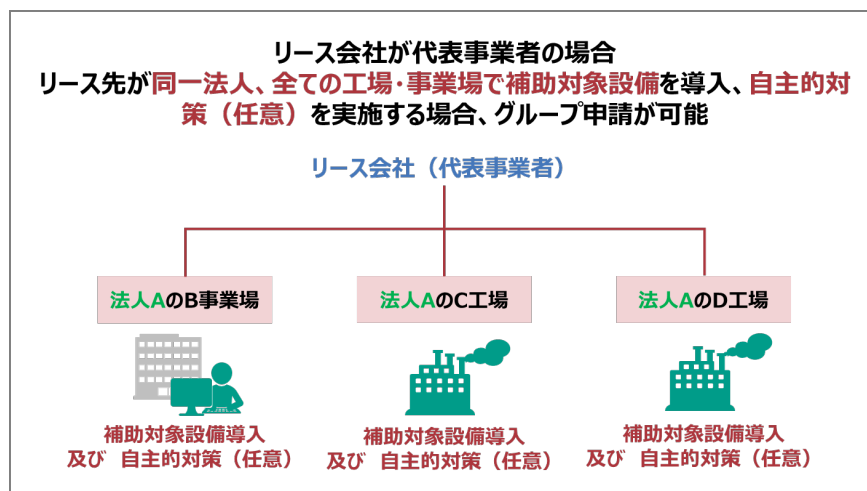 リース会社が代表事業者の場合
リース先が同一法人、全ての工場・事業場で補助対象設備を導入、自主的対
策（任意）を実施する場合、グループ申請が可能
リース会社（代表事業者）
法人AのB事業場
法人AのC工場
法人AのD工場
補助対象設備導入
及び 自主的対策（任意）
補助対象設備導入
及び 自主的対策（任意）
補助対象設備導入
及び 自主的対策（任意）